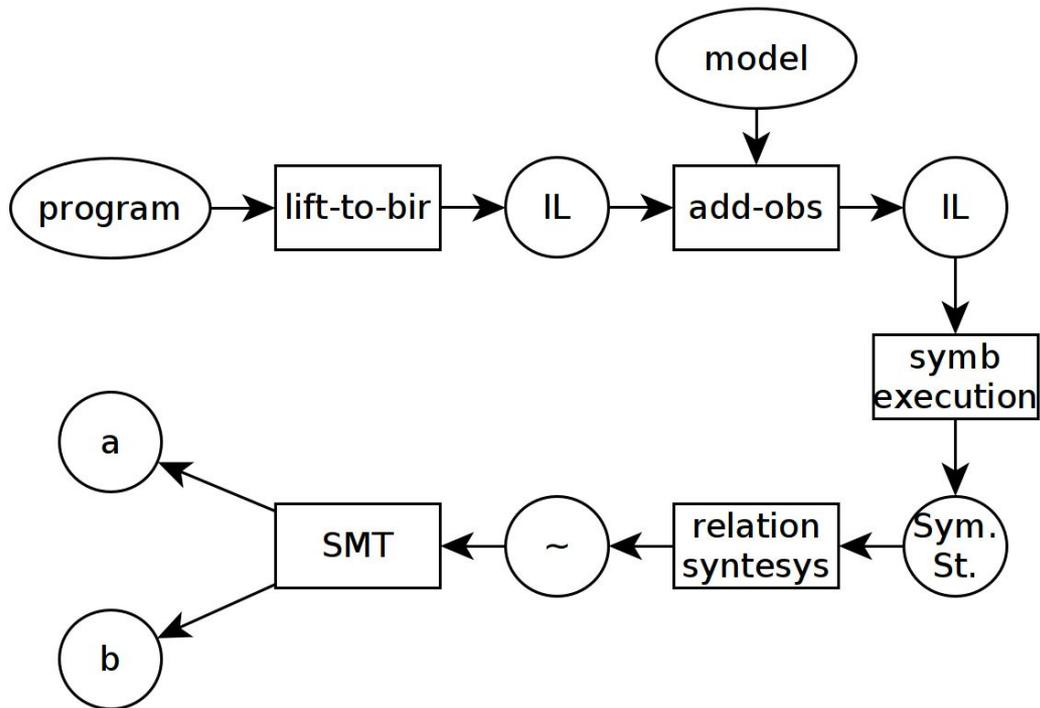 model
program
lift-to-bir
IL
add-obs
IL
symb
execution
a
SMT
~
relation
syntesys
Sym.
St.
b